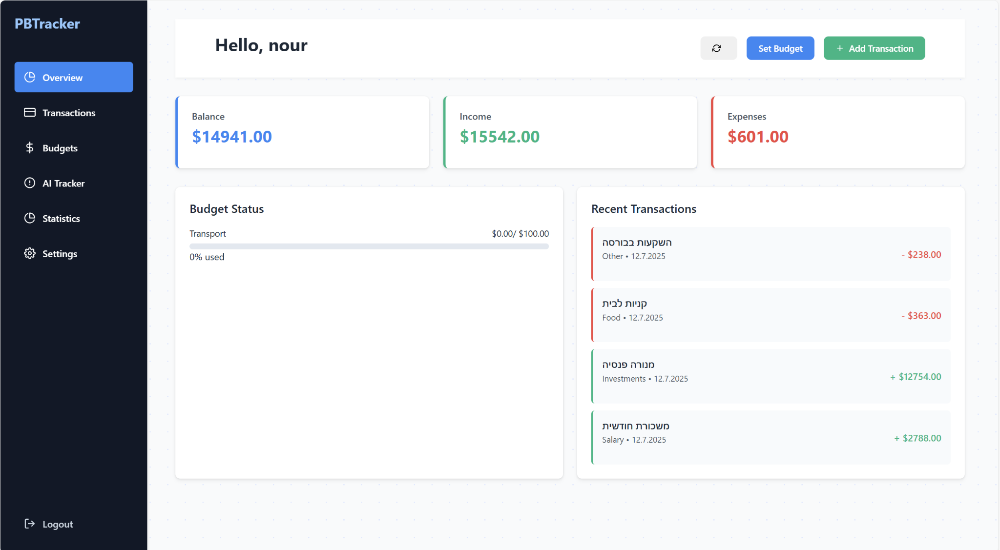 PBTracker
Overview
Transactions
Budgets
AI Tracker
Statistics
Settings
Logout
Hello, nour
Set Budget
+ Add Transaction
Balance
$14941.00
Income
$15542.00
Expenses
$601.00
Budget Status
Transport $0.00/ $100.00
0% used
Recent Transactions
השקעות בבורסה
Other • 12.7.2025
- $238.00
קניות לבית
Food • 12.7.2025
- $363.00
מנורה פנסיה
Investments • 12.7.2025
+ $12754.00
משכורת חודשית
Salary • 12.7.2025
+ $2788.00